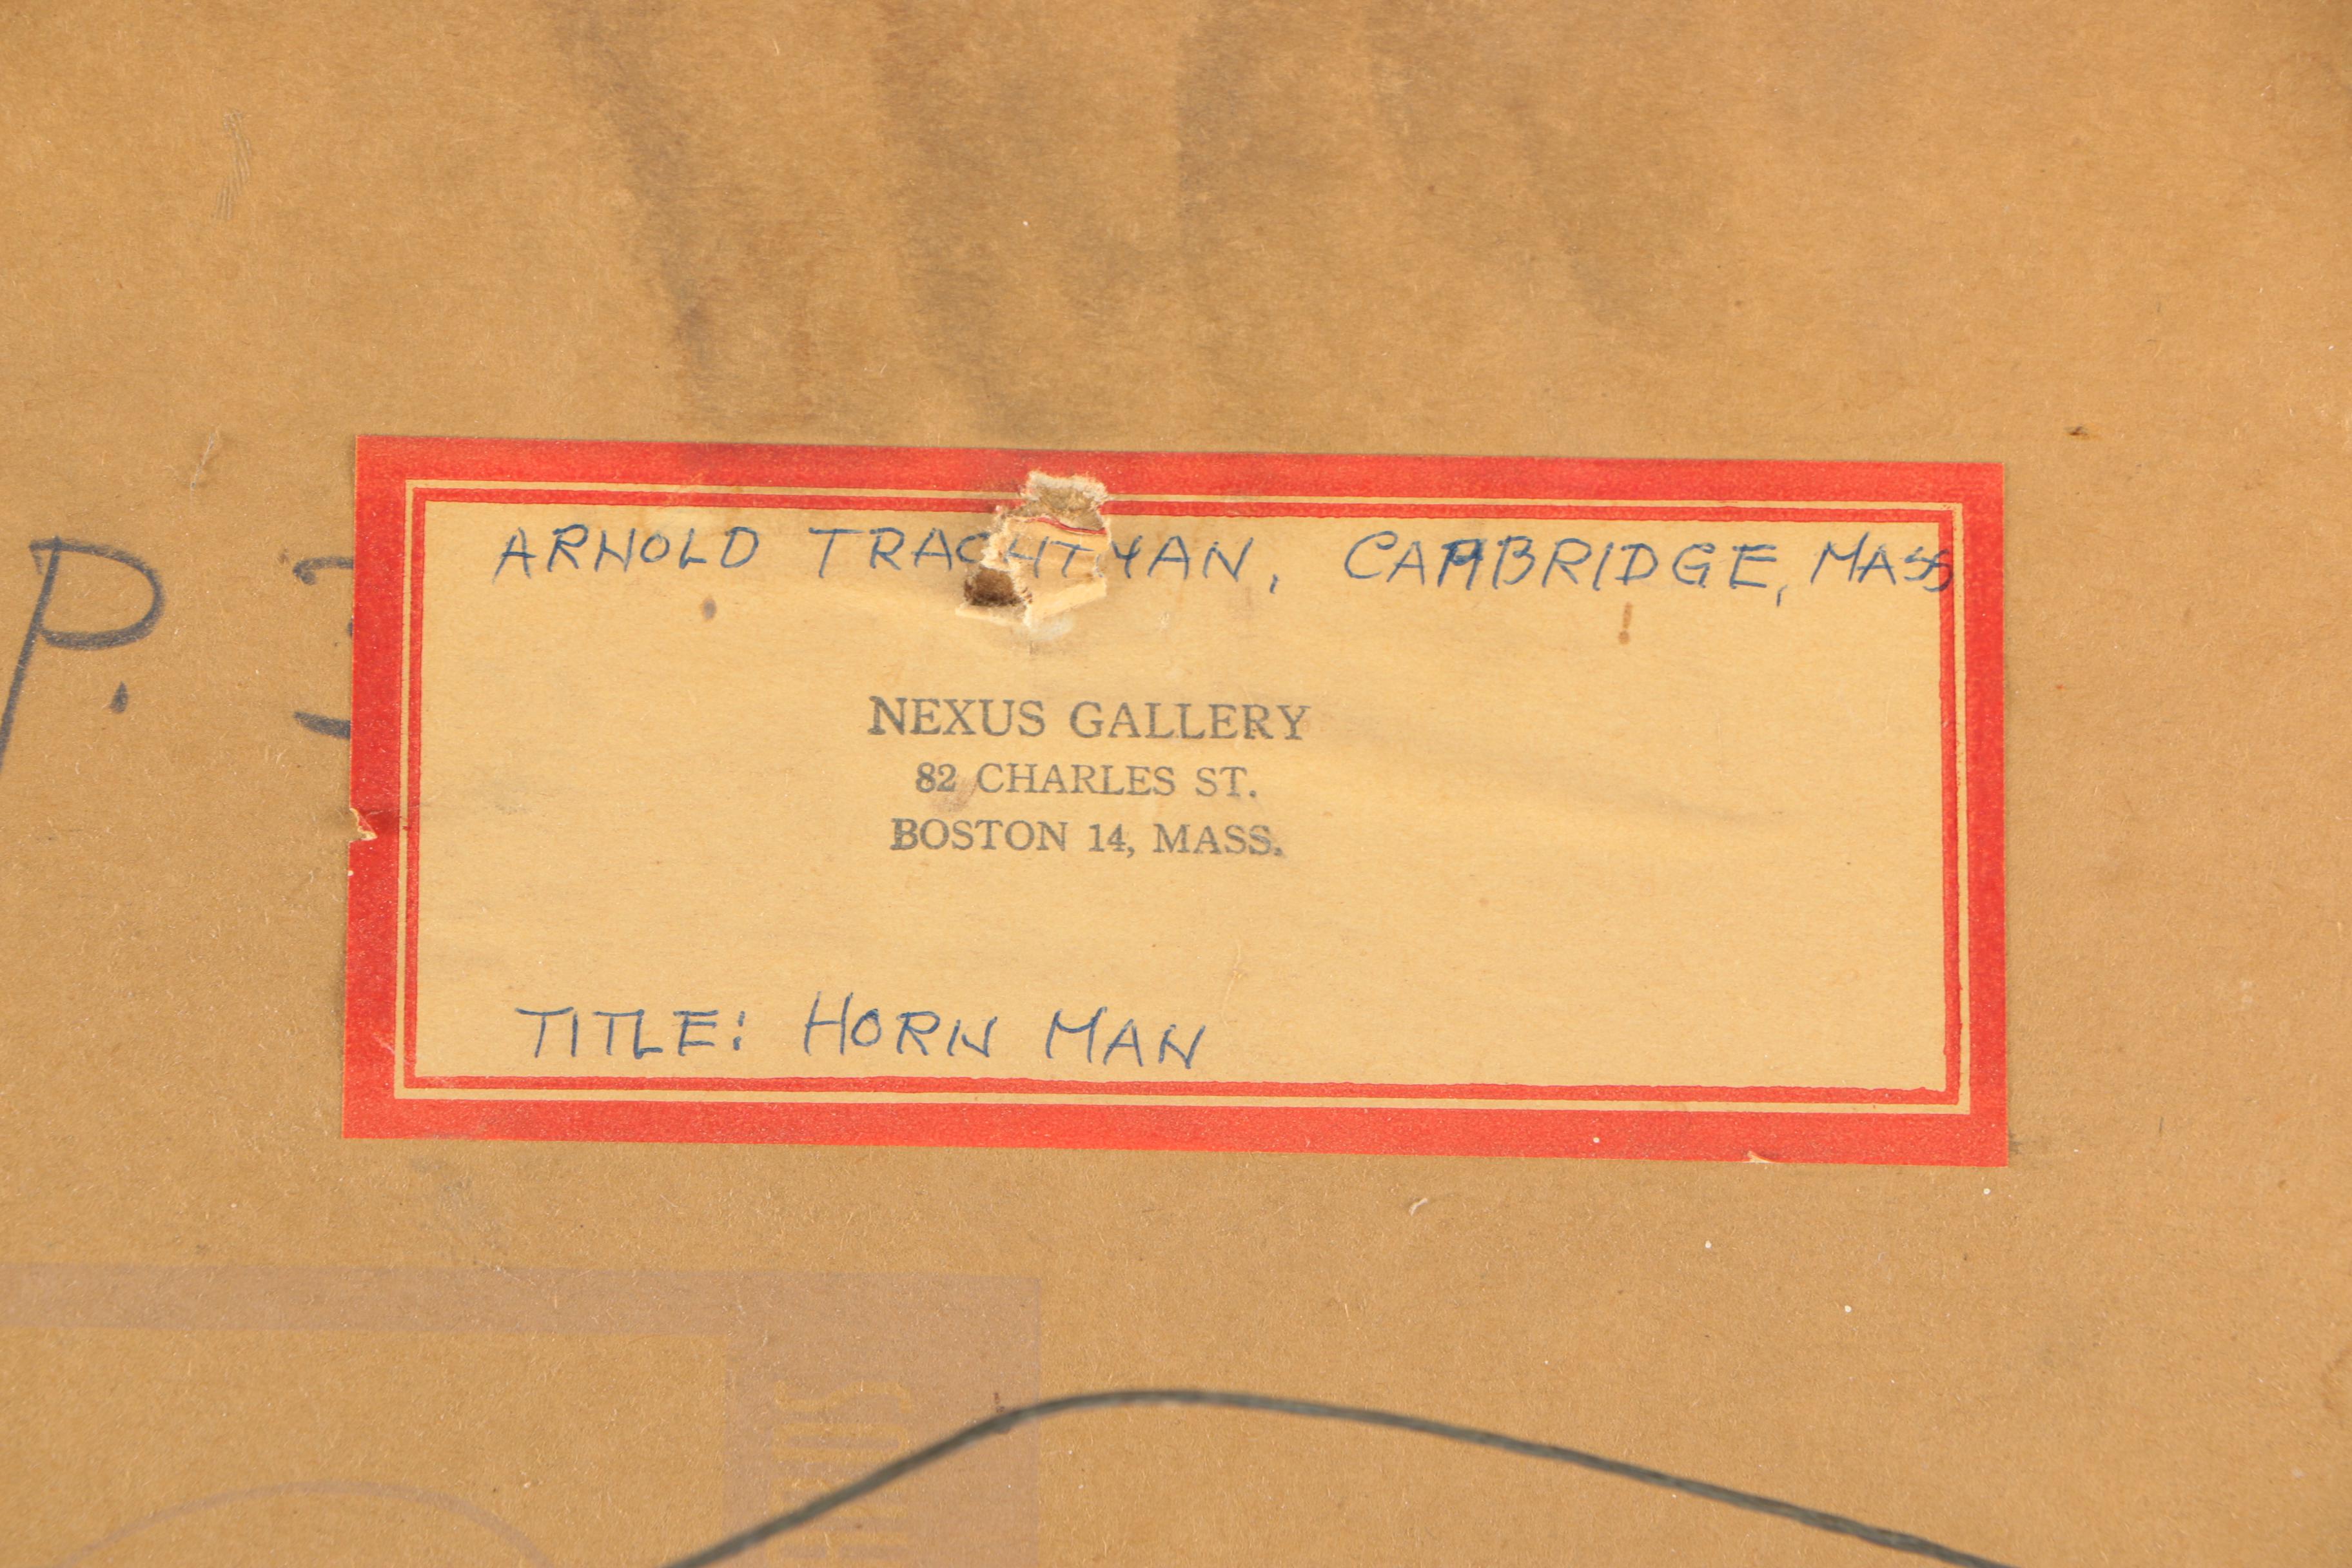 ARNOLD TRACHTMAN, CAMBRIDGE, MASS
P.
NEXUS GALLERY
82 CHARLES ST.
BOSTON 14, MASS.
TITLE: HORN MAN